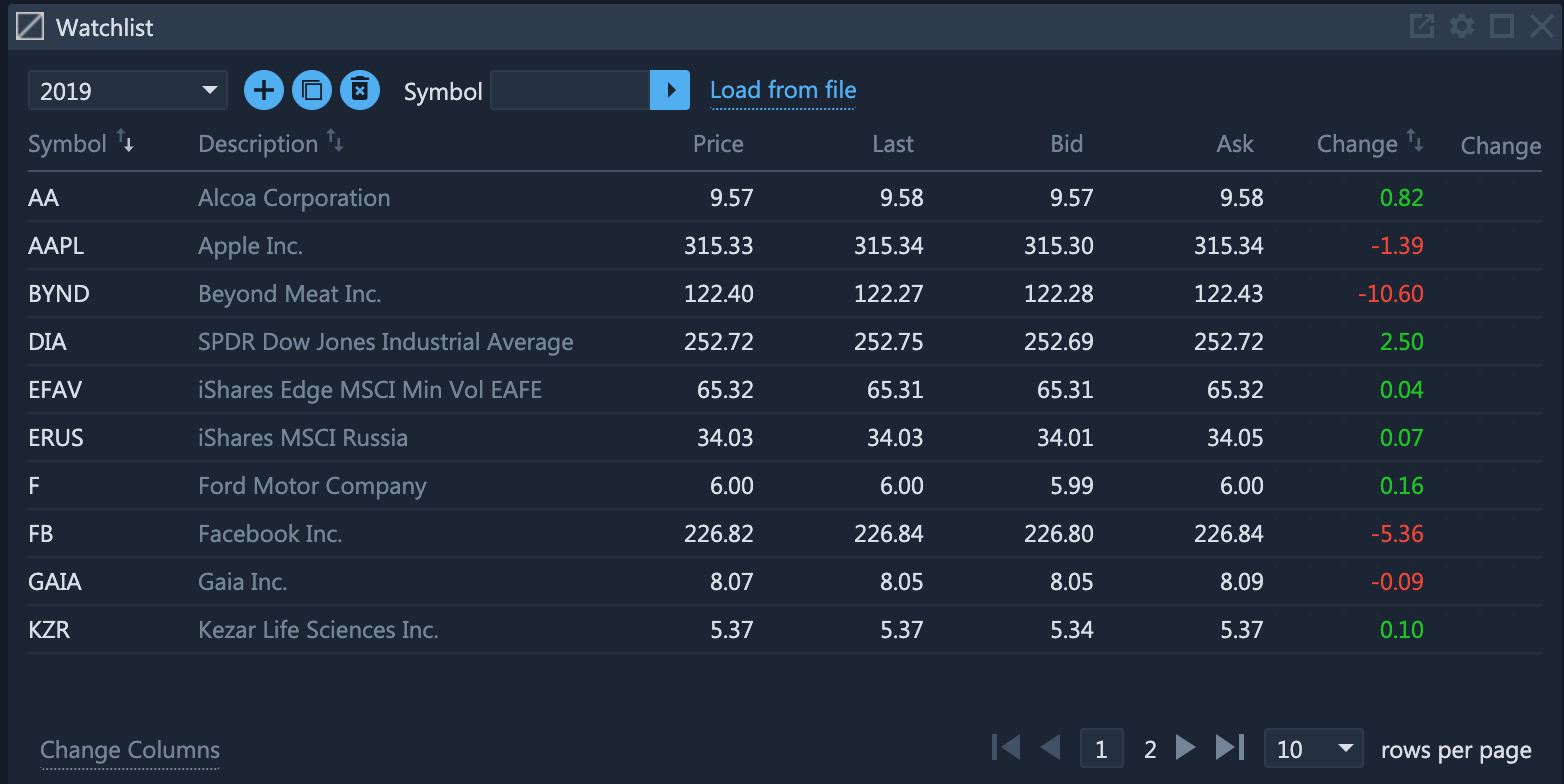 Watchlist
2019 Symbol Load from file
Symbol Description Price Last Bid Ask Change Change
AA Alcoa Corporation 9.57 9.58 9.57 9.58 0.82
AAPL Apple Inc. 315.33 315.34 315.30 315.34 -1.39
BYND Beyond Meat Inc. 122.40 122.27 122.28 122.43 -10.60
DIA SPDR Dow Jones Industrial Average 252.72 252.75 252.69 252.72 2.50
EFAV iShares Edge MSCI Min Vol EAFE 65.32 65.31 65.31 65.32 0.04
ERUS iShares MSCI Russia 34.03 34.03 34.01 34.05 0.07
F Ford Motor Company 6.00 6.00 5.99 6.00 0.16
FB Facebook Inc. 226.82 226.84 226.80 226.84 -5.36
GAIA Gaia Inc. 8.07 8.05 8.05 8.09 -0.09
KZR Kezar Life Sciences Inc. 5.37 5.37 5.34 5.37 0.10
Change Columns 1 2 10 rows per page